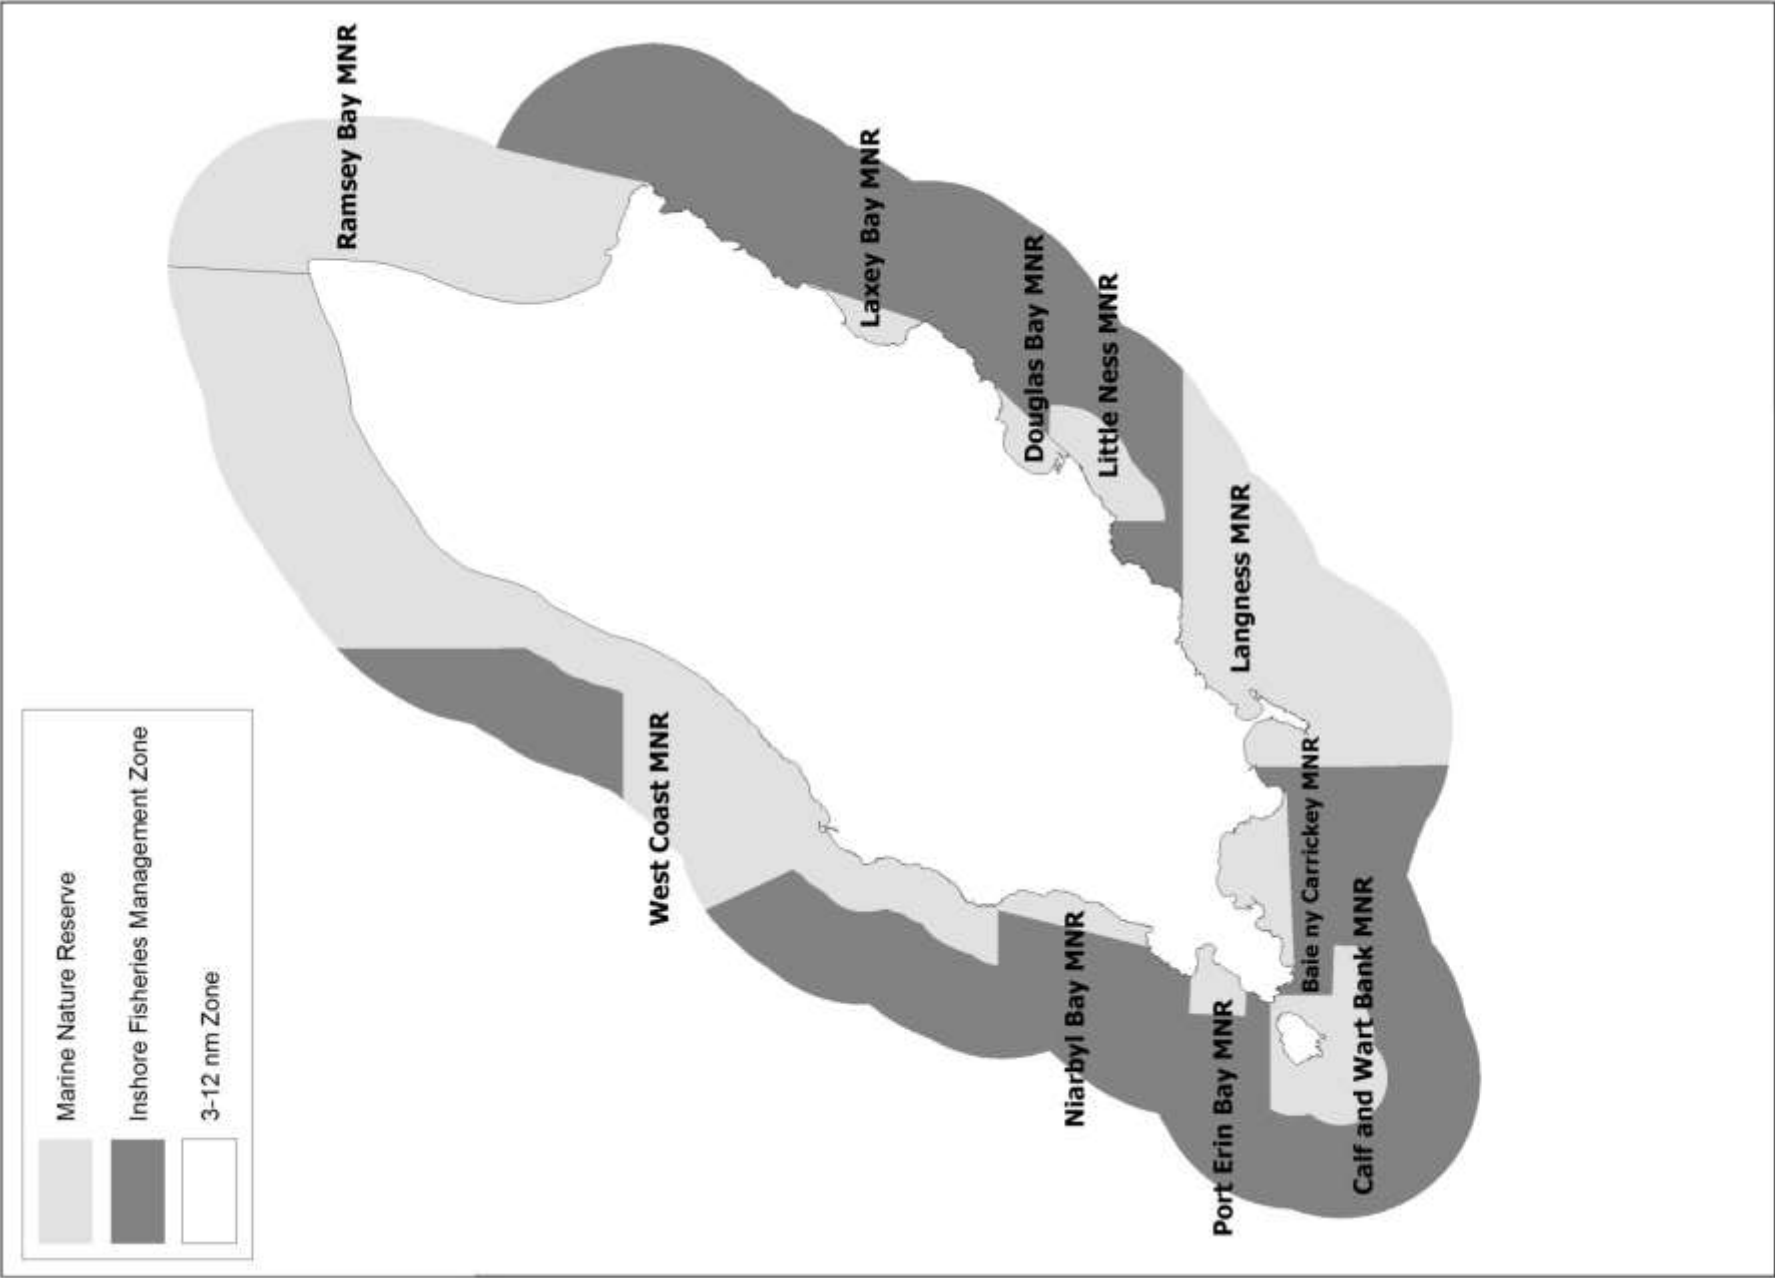 Marine Nature Reserve
Inshore Fisheries Management Zone
3-12 nm Zone
Ramsey Bay MNR
West Coast MNR
Laxey Bay MNR
Douglas Bay MNR
Niarbyl Bay MNR
Little Ness MNR
Port Erin Bay MNR
Langness MNR
Baie ny Carrickey MNR
Calf and Wart Bank MNR